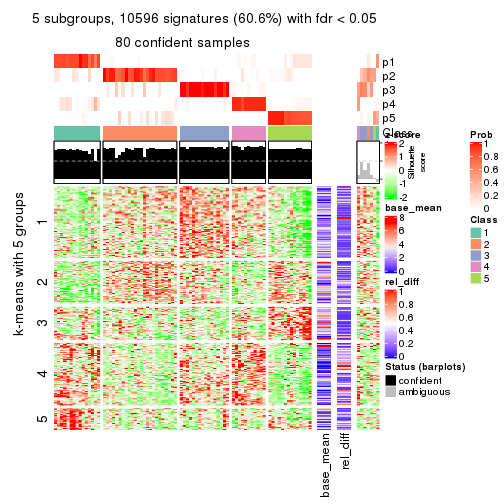 5 subgroups, 10596 signatures (60.6%) with fdr < 0.05
80 confident samples
p1
p2
p3
p4
p5
Class
Silhouette
score
k-means with 5 groups
1
2
3
4
5
base_mean
rel_diff
z-score
2
1
0
-1
-2
base_mean
8
6
4
2
0
rel_diff
1
0.8
0.6
0.4
0.2
0
Status (barplots)
confident
ambiguous
Prob
1
0.8
0.6
0.4
0.2
0
Class
1
2
3
4
5